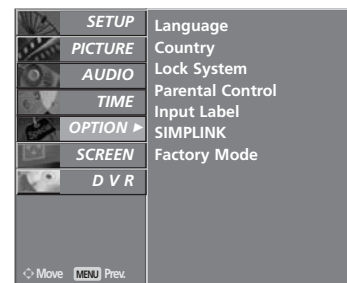 SETUP
PICTURE
AUDIO
TIME
OPTION ►
SCREEN
D V R
Language
Country
Lock System
Parental Control
Input Label
SIMPLINK
Factory Mode
Move MENU Prev.